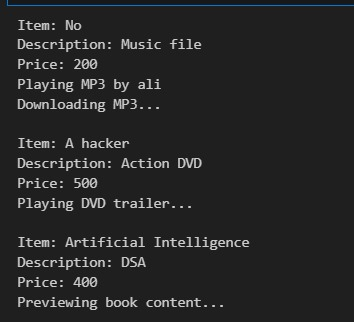 Item: No
Description: Music file
Price: 200
Playing MP3 by ali
Downloading MP3...

Item: A hacker
Description: Action DVD
Price: 500
Playing DVD trailer...

Item: Artificial Intelligence
Description: DSA
Price: 400
Previewing book content...